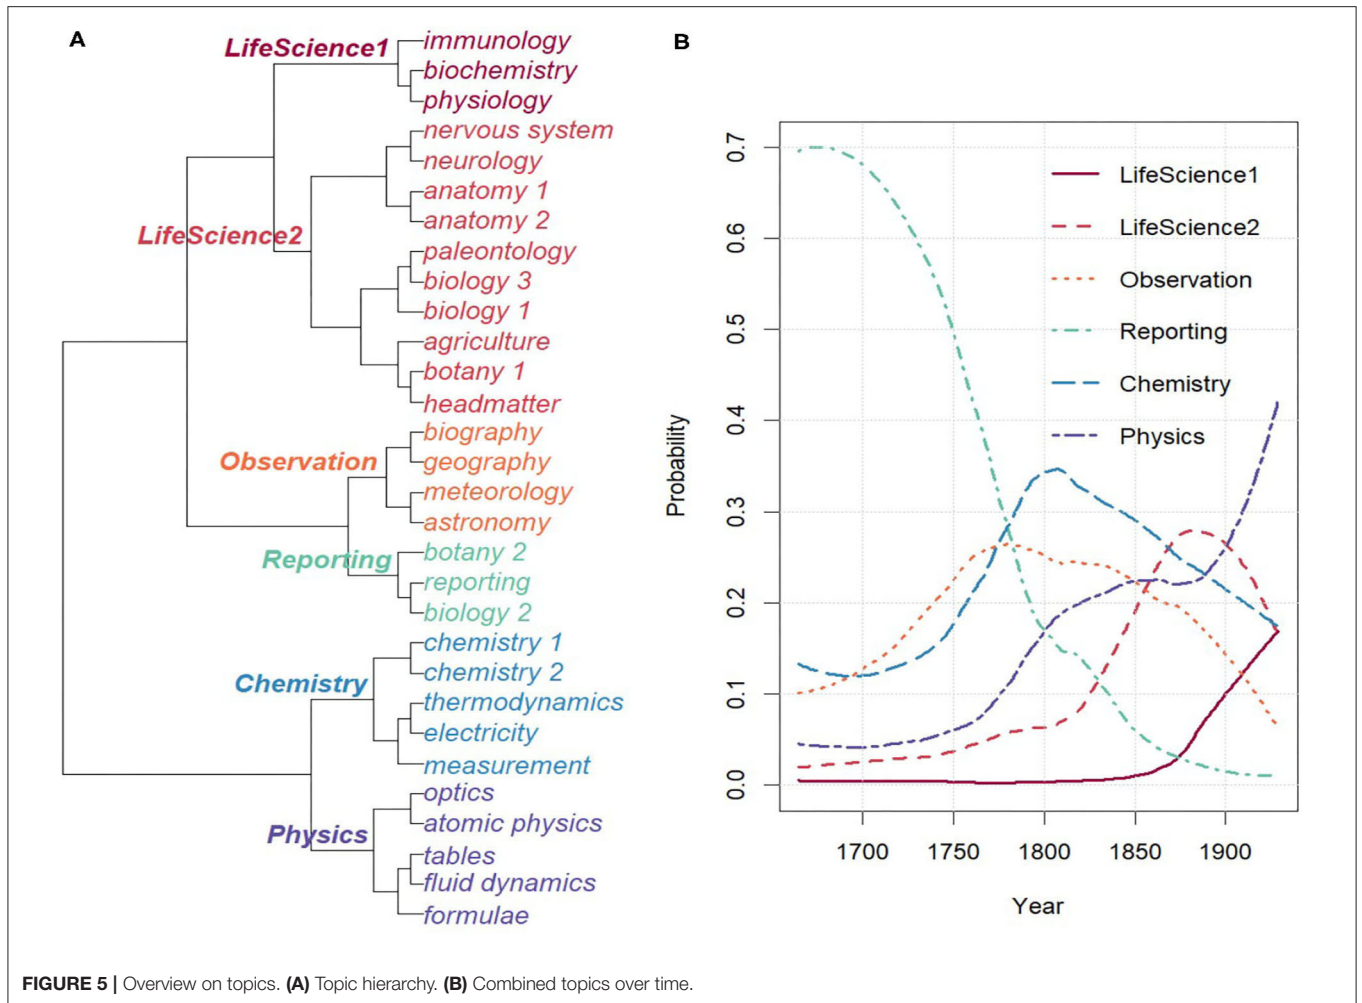 A
LifeScience1
immunology
biochemistry
physiology
nervous system
neurology
anatomy 1
anatomy 2
LifeScience2
paleontology
biology 3
biology 1
agriculture
botany 1
headmatter
biography
Observation
geography
meteorology
astronomy
Reporting
botany 2
reporting
biology 2
chemistry 1
chemistry 2
Chemistry
thermodynamics
electricity
measurement
optics
atomic physics
Physics
tables
fluid dynamics
formulae
B
0.7
0.6
0.5
0.4
0.3
0.2
0.1
0.0
Probability
LifeScience1
LifeScience2
Observation
Reporting
Chemistry
Physics
1700 1750 1800 1850 1900
Year
FIGURE 5 | Overview on topics. (A) Topic hierarchy. (B) Combined topics over time.